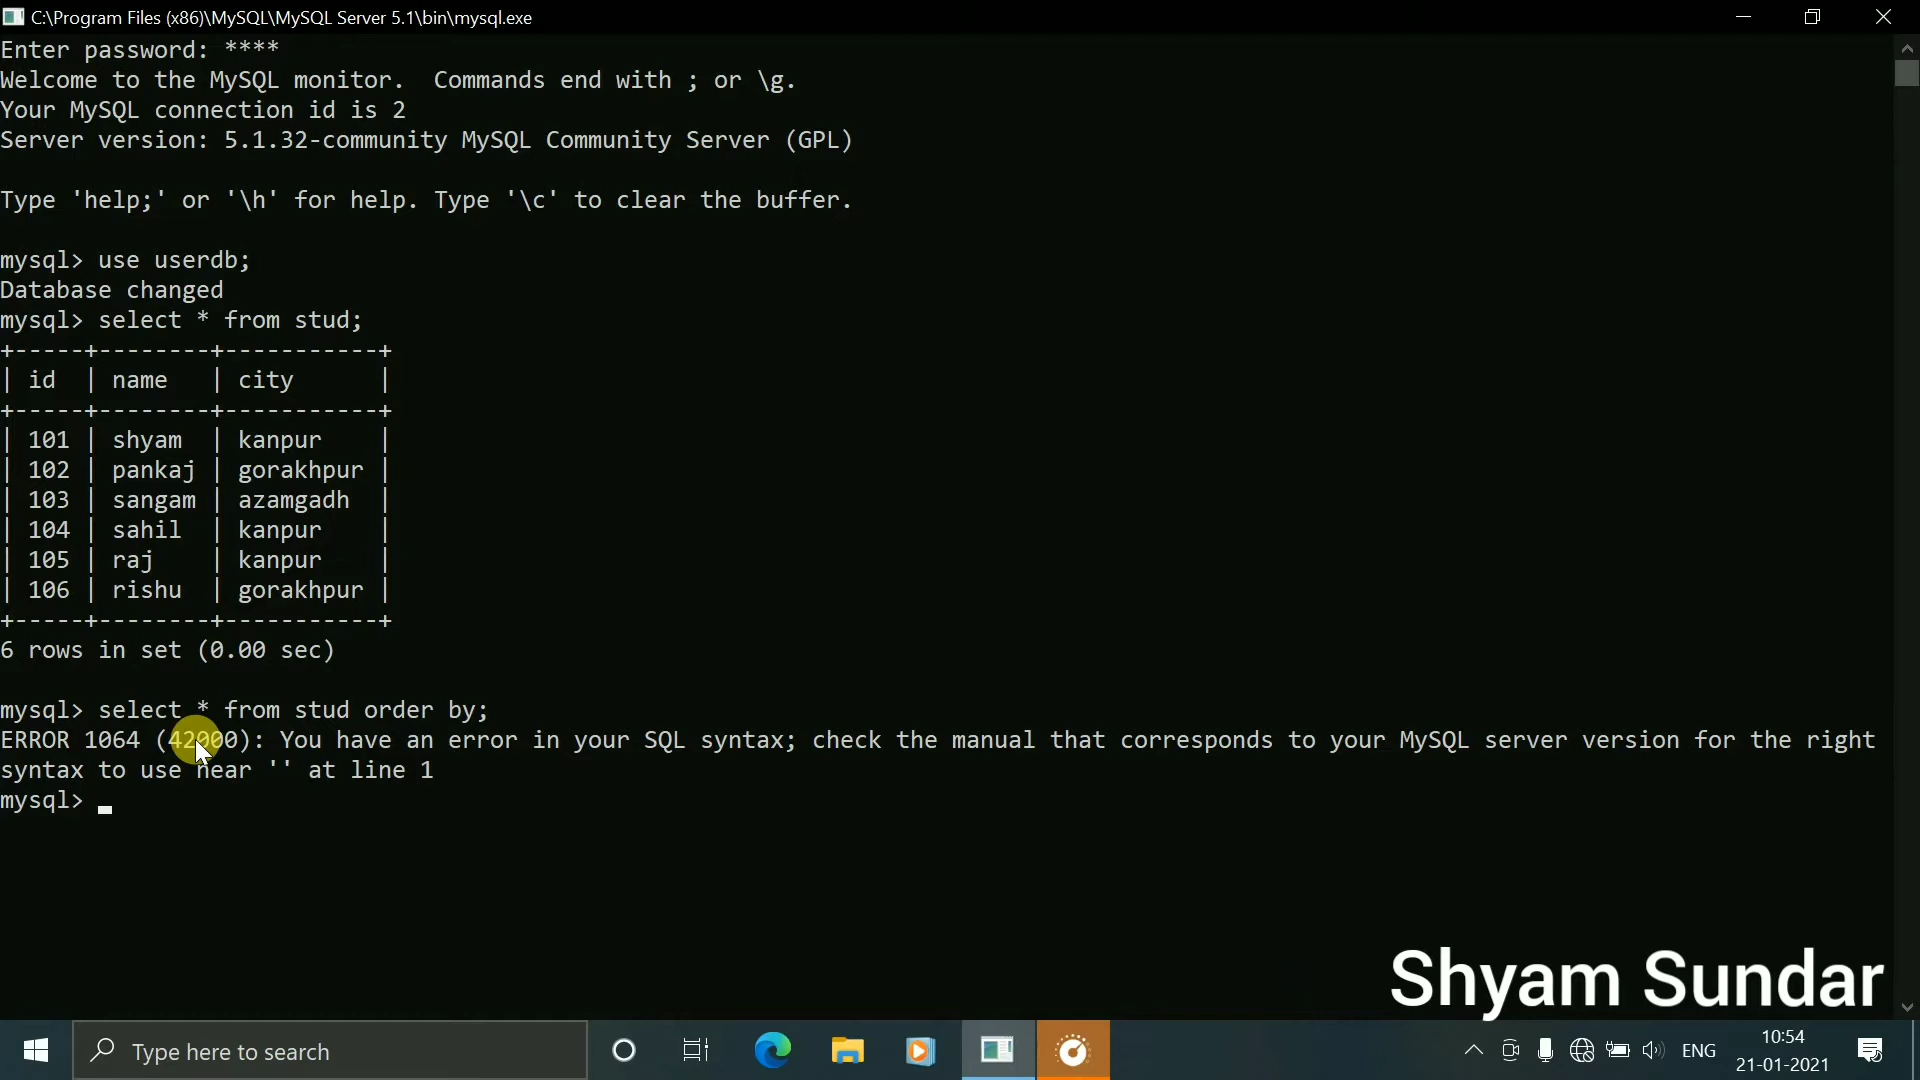 C:\Program Files (x86)\MySQL\MySQL Server 5.1\bin\mysql.exe
Enter password: ****
Welcome to the MySQL monitor.  Commands end with ; or \g.
Your MySQL connection id is 2
Server version: 5.1.32-community MySQL Community Server (GPL)
Type 'help;' or '\h' for help. Type '\c' to clear the buffer.
mysql> use userdb;
Database changed
mysql> select * from stud;
+-----+--------+-----------+
| id  | name   | city      |
+-----+--------+-----------+
| 101 | shyam  | kanpur    |
| 102 | pankaj | gorakhpur |
| 103 | sangam | azamgadh  |
| 104 | sahil  | kanpur    |
| 105 | raj    | kanpur    |
| 106 | rishu  | gorakhpur |
+-----+--------+-----------+
6 rows in set (0.00 sec)
mysql> select * from stud order by;
ERROR 1064 (42000): You have an error in your SQL syntax; check the manual that corresponds to your MySQL server version for the right
syntax to use near '' at line 1
mysql>
Shyam Sundar
Type here to search
ENG
10:54
21-01-2021